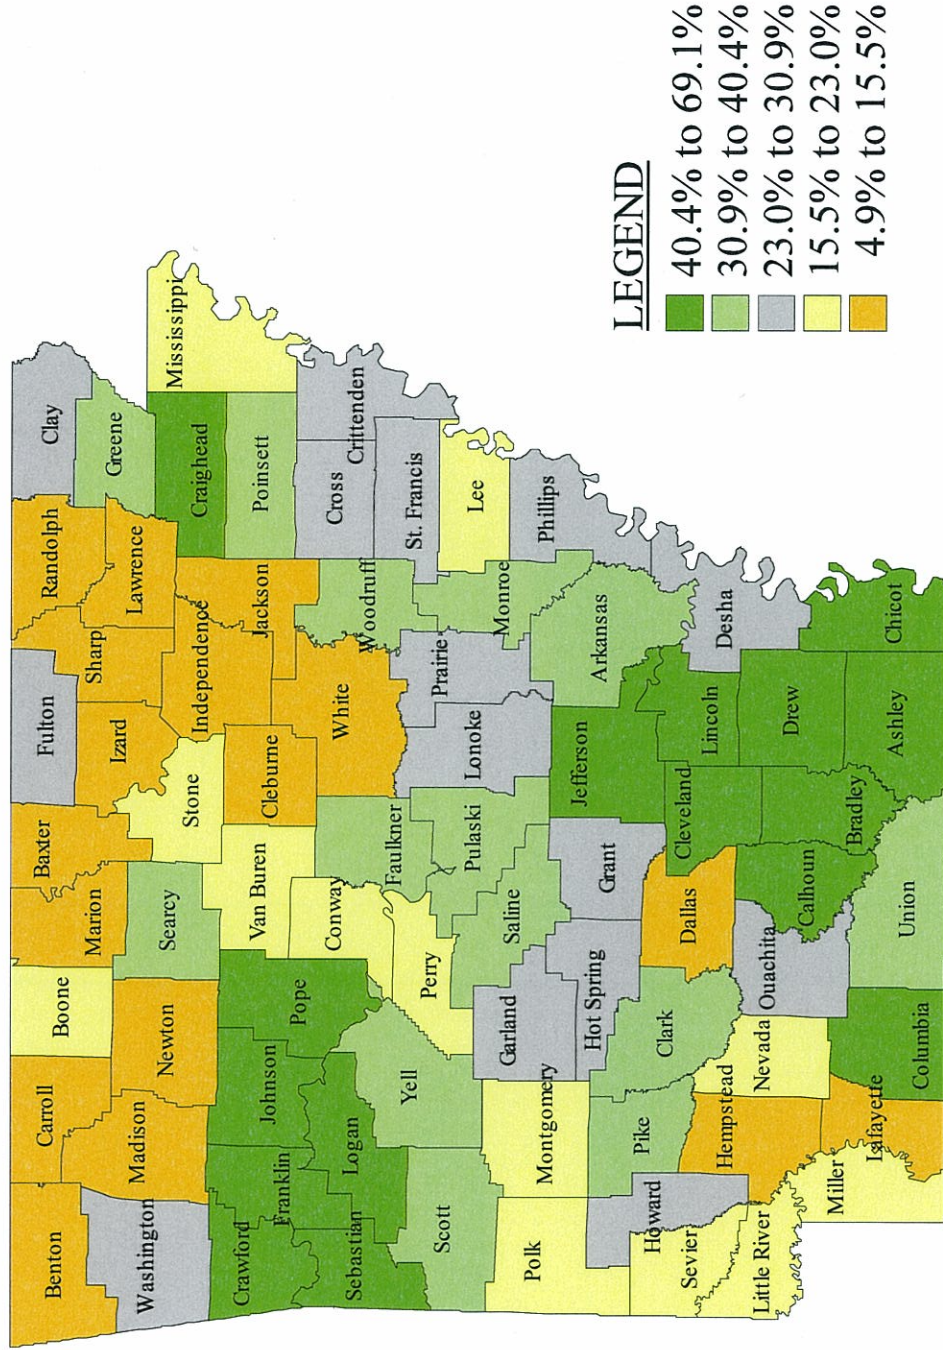 Benton
Carroll
Boone
Marion
Baxter
Fulton
Randolph
Clay
Washington
Madison
Newton
Searcy
Stone
Izard
Sharp
Lawrence
Greene
Crawford
Franklin
Johnson
Pope
Van Buren
Cleburne
Independence
Jackson
Craighead
Mississippi
Poinsett
Sebastian
Logan
Yell
Conway
Faulkner
White
Woodruff
Cross
Crittenden
Scott
Perry
Pulaski
Lonoke
Prairie
Monroe
St. Francis
Lee
Polk
Montgomery
Garland
Saline
Hot Spring
Grant
Jefferson
Arkansas
Phillips
Howard
Pike
Clark
Dallas
Cleveland
Lincoln
Desha
Sevier
Little River
Hempstead
Nevada
Ouachita
Calhoun
Bradley
Drew
Chicot
Miller
Lafayette
Columbia
Union
Ashley
LEGEND
40.4% to 69.1%
30.9% to 40.4%
23.0% to 30.9%
15.5% to 23.0%
4.9% to 15.5%